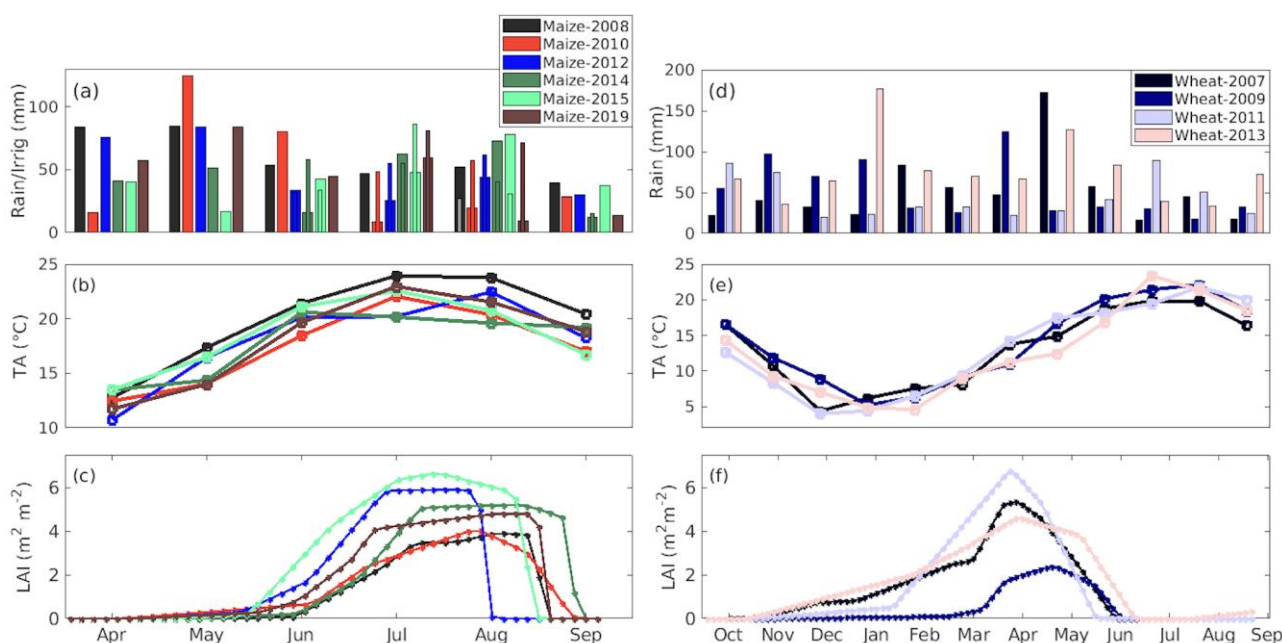 Maize-2008
Maize-2010
Maize-2012
Maize-2014
Maize-2015
Maize-2019
(a)
Rain/Irrig (mm)
100
50
0
(b)
TA (°C)
25
20
15
10
(c)
LAI (m² m⁻²)
6
4
2
0
Apr May Jun Jul Aug Sep
(d)
Wheat-2007
Wheat-2009
Wheat-2011
Wheat-2013
Rain (mm)
200
150
100
50
0
(e)
TA (°C)
25
20
15
10
5
(f)
LAI (m² m⁻²)
6
4
2
0
Oct Nov Dec Jan Feb Mar Apr May Jun Jul Aug Sep